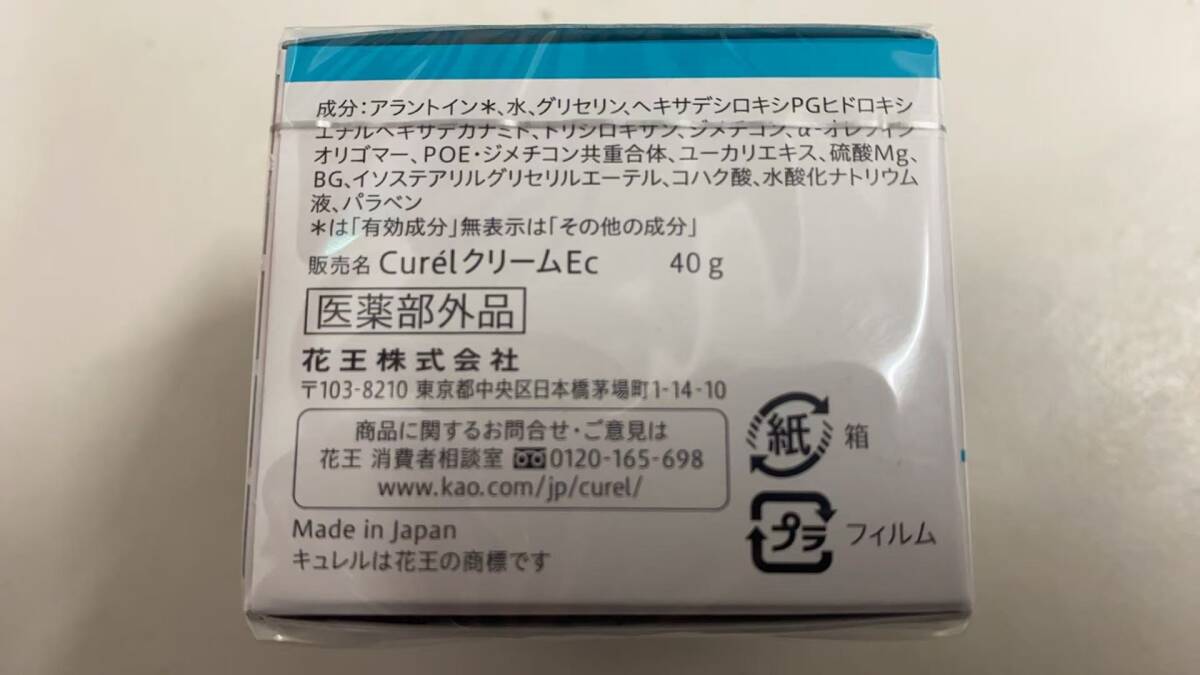 成分：アラントイン＊、水、グリセリン、ヘキサデシロキシPGヒドロキシ
エチルヘキサデカナミド、トリシロキサン、ジメチコン、α-オレフィン
オリゴマー、POE・ジメチコン共重合体、ユーカリエキス、硫酸Mg、
BG、イソステアリルグリセリルエーテル、コハク酸、水酸化ナトリウム
液、パラベン
＊は「有効成分」無表示は「その他の成分」
販売名 CurélクリームEc 40 g
医薬部外品
花王株式会社
〒103-8210 東京都中央区日本橋茅場町1-14-10
商品に関するお問合せ・ご意見は
花王 消費者相談室 0120-165-698
www.kao.com/jp/curel/
紙 箱
プラ フィルム
Made in Japan
キュレルは花王の商標です